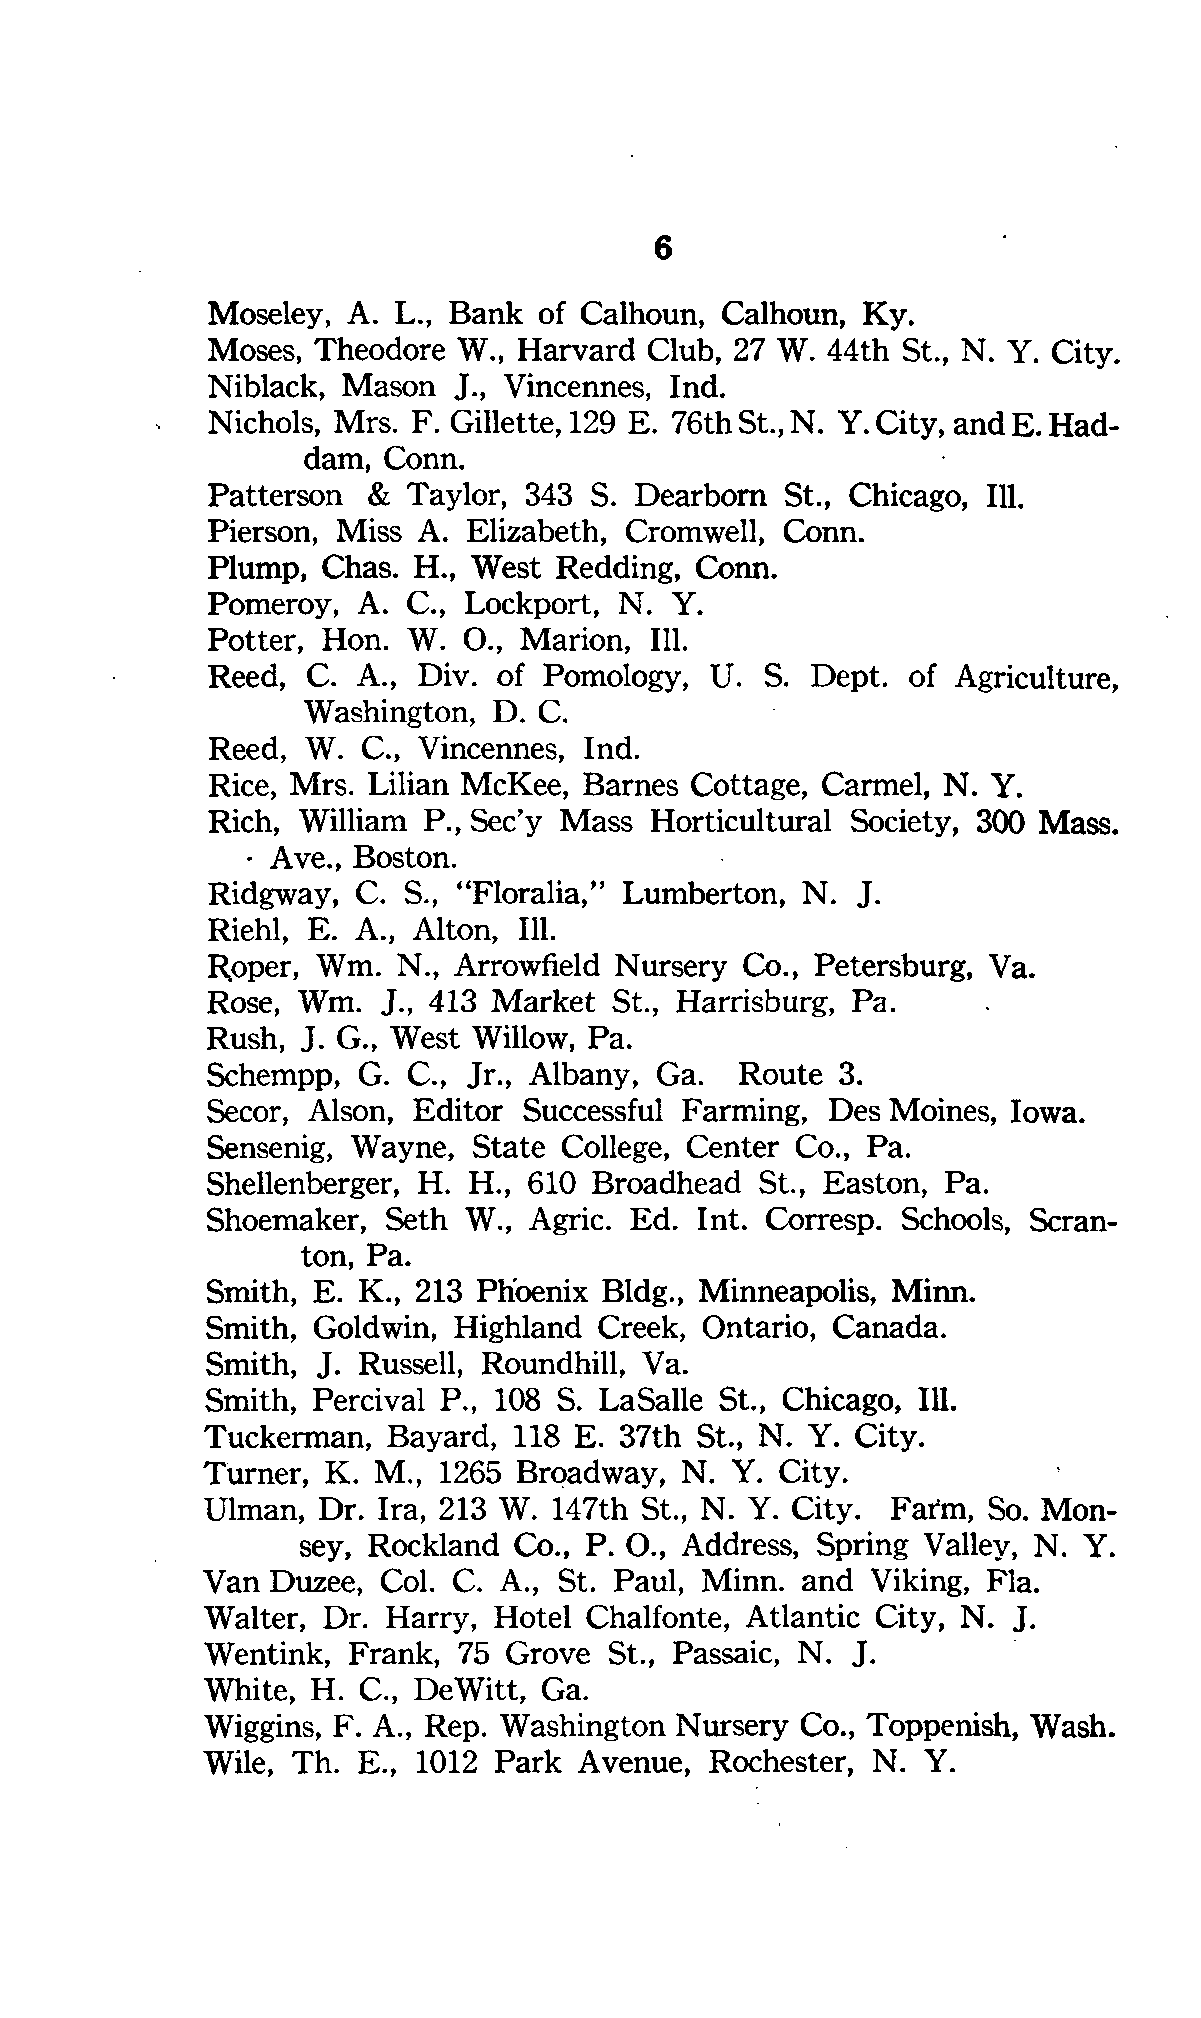 6
Moseley, A. L., Bank of Calhoun, Calhoun, Ky.
Moses, Theodore W., Harvard Club, 27 W. 44th St., N. Y. City.
Niblack, Mason J., Vincennes, Ind.
Nichols, Mrs. F. Gillette, 129 E. 76th St., N. Y. City, and E. Had-
dam, Conn.
Patterson & Taylor, 343 S. Dearborn St., Chicago, Ill.
Pierson, Miss A. Elizabeth, Cromwell, Conn.
Plump, Chas. H., West Redding, Conn.
Pomeroy, A. C., Lockport, N. Y.
Potter, Hon. W. O., Marion, Ill.
Reed, C. A., Div. of Pomology, U. S. Dept. of Agriculture,
Washington, D. C.
Reed, W. C., Vincennes, Ind.
Rice, Mrs. Lilian McKee, Barnes Cottage, Carmel, N. Y.
Rich, William P., Sec'y Mass Horticultural Society, 300 Mass.
Ave., Boston.
Ridgway, C. S., "Floralia," Lumberton, N. J.
Riehl, E. A., Alton, Ill.
Roper, Wm. N., Arrowfield Nursery Co., Petersburg, Va.
Rose, Wm. J., 413 Market St., Harrisburg, Pa.
Rush, J. G., West Willow, Pa.
Schempp, G. C., Jr., Albany, Ga. Route 3.
Secor, Alson, Editor Successful Farming, Des Moines, Iowa.
Sensenig, Wayne, State College, Center Co., Pa.
Shellenberger, H. H., 610 Broadhead St., Easton, Pa.
Shoemaker, Seth W., Agric. Ed. Int. Corresp. Schools, Scran-
ton, Pa.
Smith, E. K., 213 Phoenix Bldg., Minneapolis, Minn.
Smith, Goldwin, Highland Creek, Ontario, Canada.
Smith, J. Russell, Roundhill, Va.
Smith, Percival P., 108 S. LaSalle St., Chicago, Ill.
Tuckerman, Bayard, 118 E. 37th St., N. Y. City.
Turner, K. M., 1265 Broadway, N. Y. City.
Ulman, Dr. Ira, 213 W. 147th St., N. Y. City. Farm, So. Mon-
sey, Rockland Co., P. O., Address, Spring Valley, N. Y.
Van Duzee, Col. C. A., St. Paul, Minn. and Viking, Fla.
Walter, Dr. Harry, Hotel Chalfonte, Atlantic City, N. J.
Wentink, Frank, 75 Grove St., Passaic, N. J.
White, H. C., DeWitt, Ga.
Wiggins, F. A., Rep. Washington Nursery Co., Toppenish, Wash.
Wile, Th. E., 1012 Park Avenue, Rochester, N. Y.